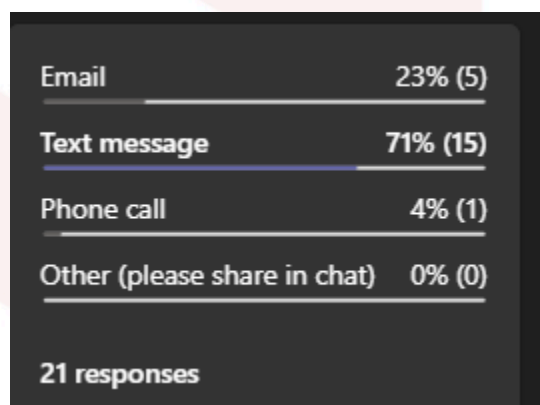 Email 23% (5)
Text message 71% (15)
Phone call 4% (1)
Other (please share in chat) 0% (0)
21 responses